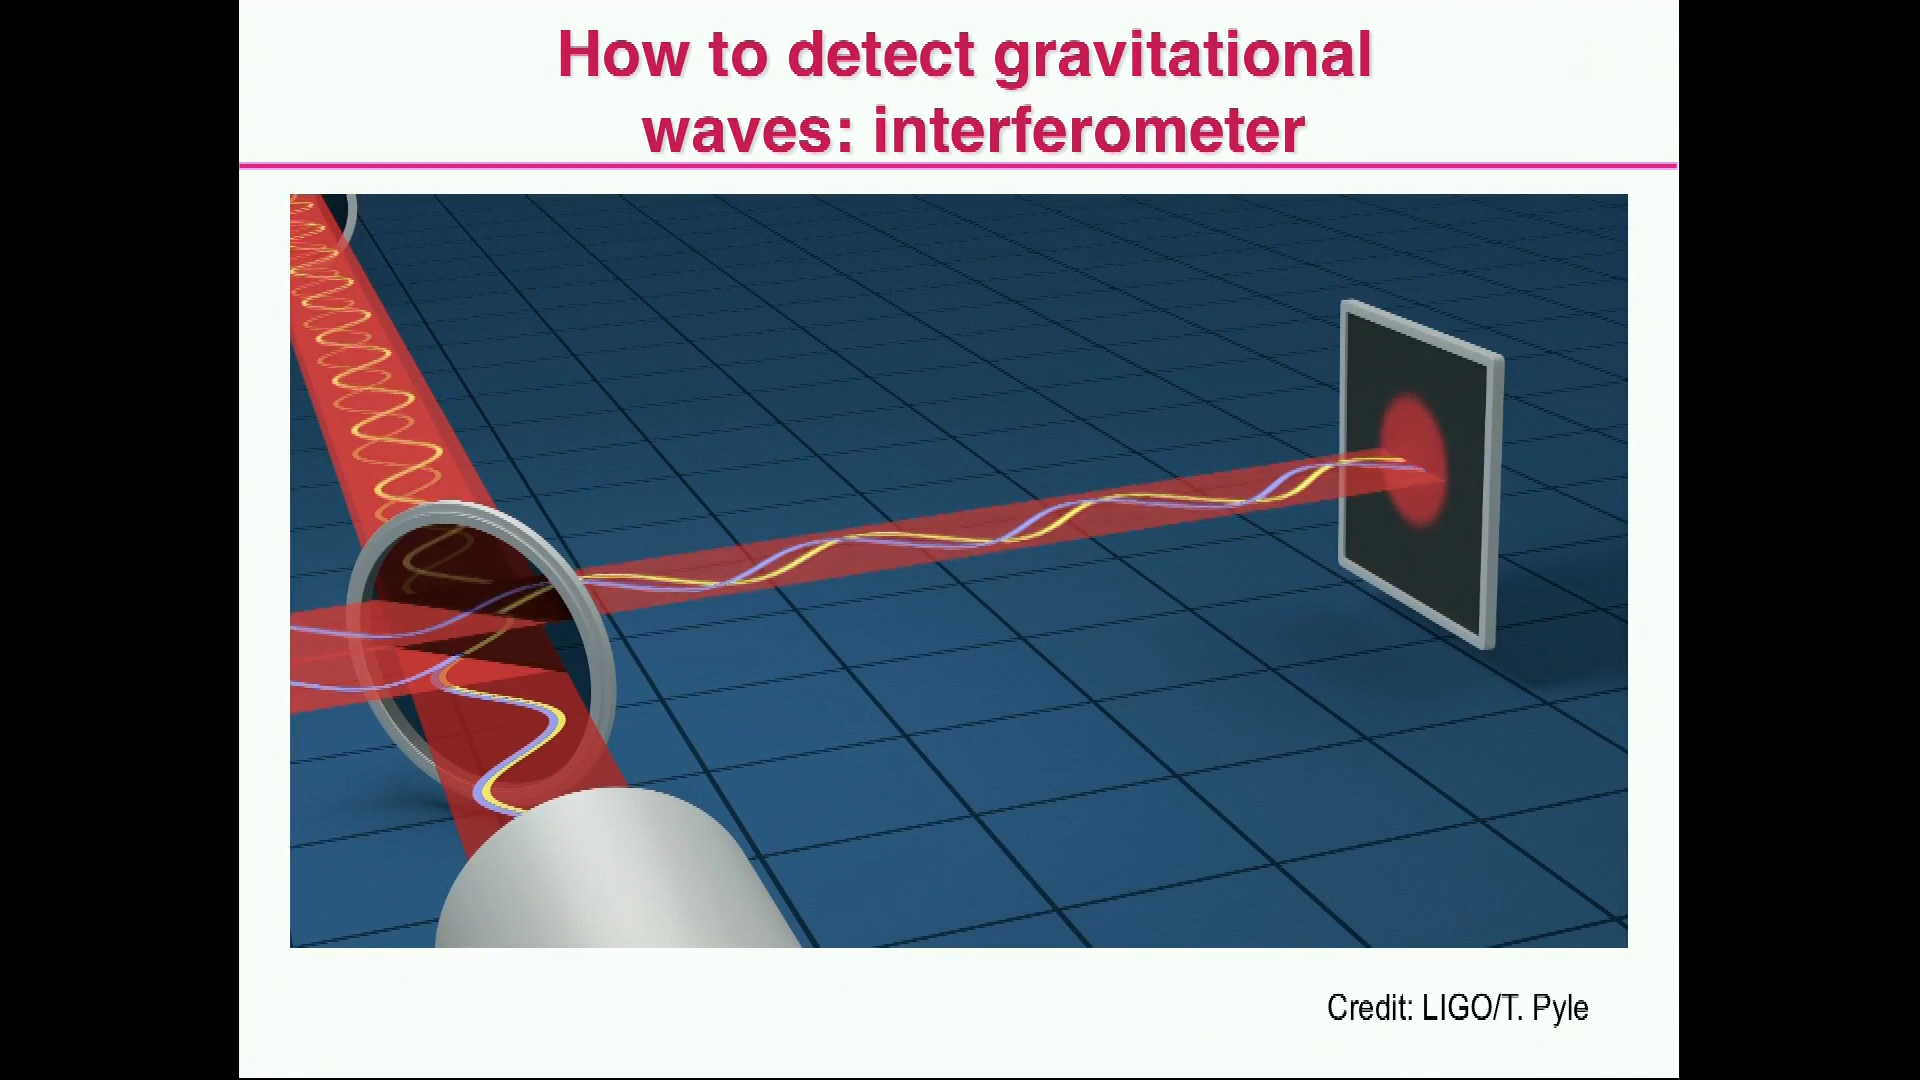 How to detect gravitational
waves: interferometer
Credit: LIGO/T. Pyle